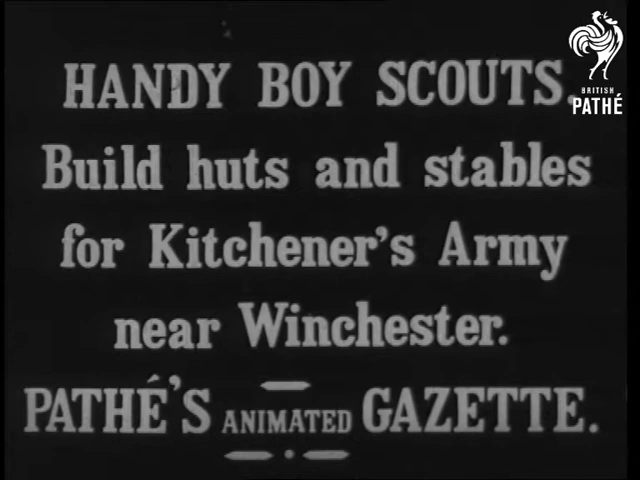 HANDY BOY SCOUTS.
Build huts and stables
for Kitchener's Army
near Winchester.
PATHÉ'S ANIMATED GAZETTE.
BRITISH
PATHÉ